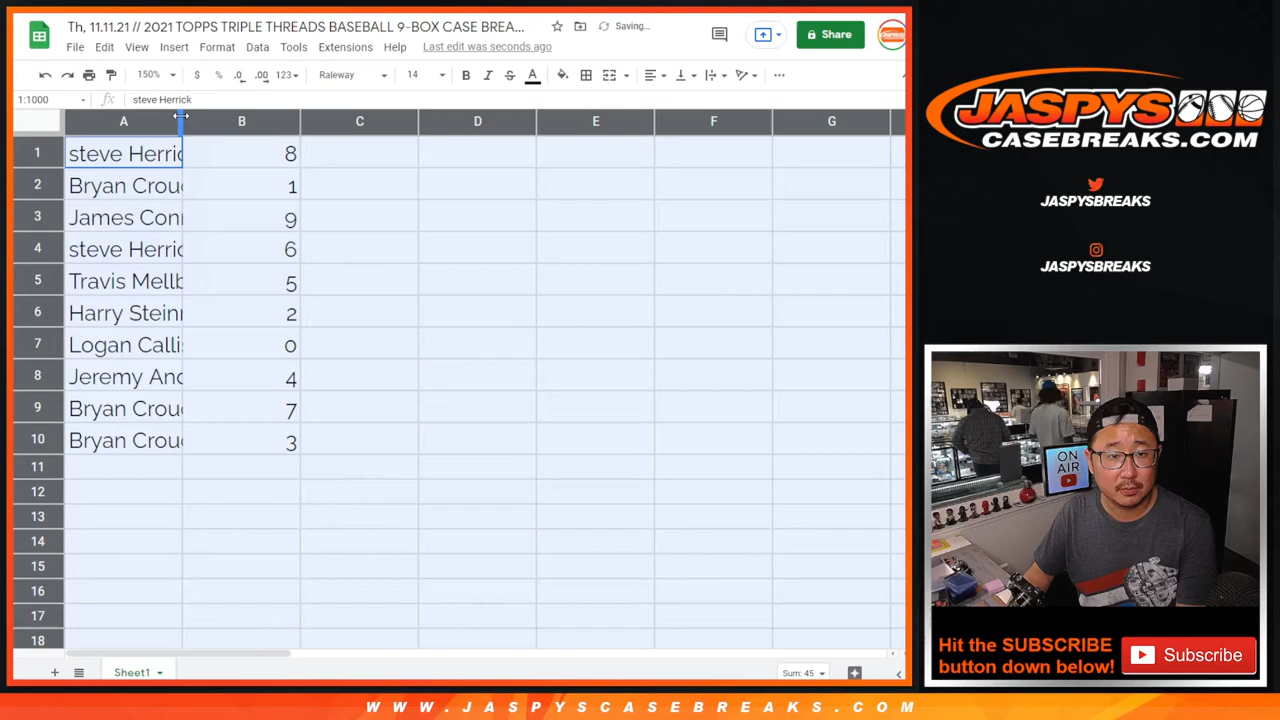 Th, 11.11.21 // 2021 TOPPS TRIPLE THREADS BASEBALL 9-BOX CASE BREA...
Saving...
Share
File Edit View Insert Format Data Tools Extensions Help Last edit was seconds ago
150% $ % .0 .00 123 Raleway 14 B I S A
1:1000 fx steve Herrick
A B C D E F G
1 steve Herric 8
2 Bryan Crouc 1
3 James Conn 9
4 steve Herric 6
5 Travis Mellb 5
6 Harry Steinr 2
7 Logan Callis 0
8 Jeremy And 4
9 Bryan Crouc 7
10 Bryan Crouc 3
11
12
13
14
15
16
17
18
Sheet1
Sum: 45
JASPYS
CASEBREAKS.COM
JASPYSBREAKS
JASPYSBREAKS
ON
AIR
Hit the SUBSCRIBE
button down below!
Subscribe
WWW.JASPYSCASEBREAKS.COM